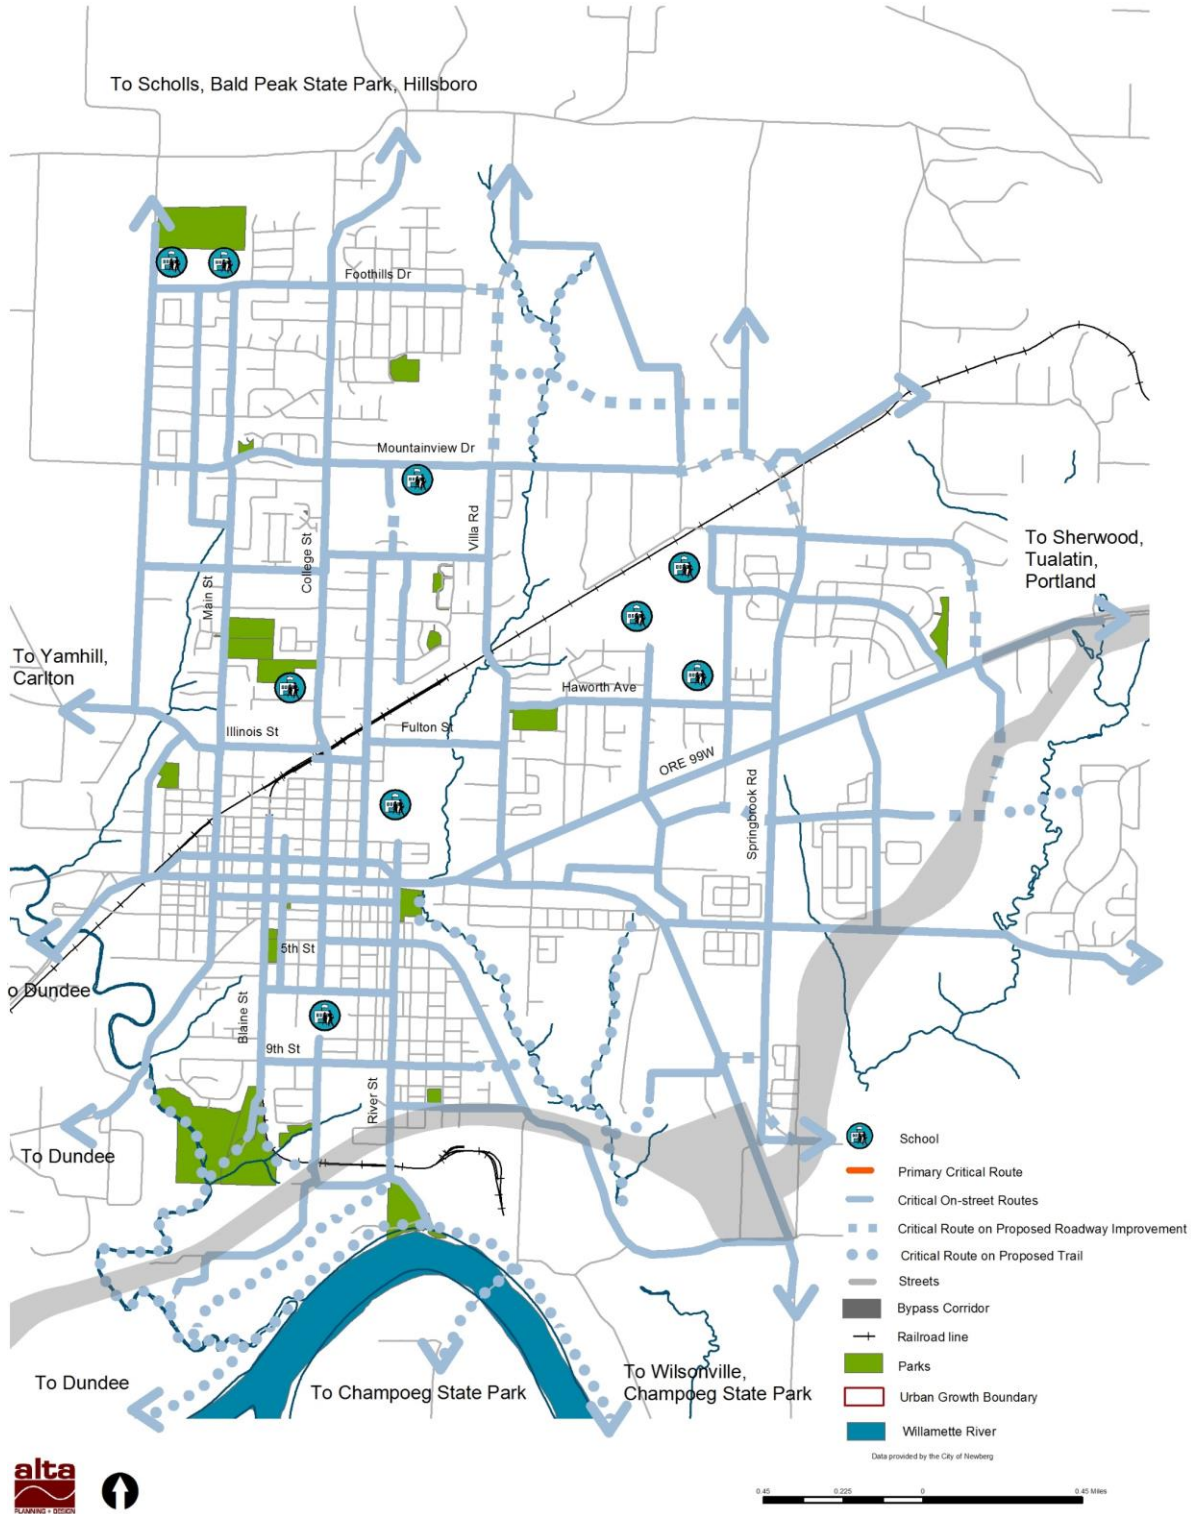 To Scholls, Bald Peak State Park, Hillsboro
Foothills Dr
Mountainview Dr
Villa Rd
College St
Main St
To Sherwood,
Tualatin,
Portland
To Yamhill,
Carlton
Haworth Ave
Illinois St
Fulton St
ORE 99W
Springbrook Rd
5th St
o Dundee
Blaine St
9th St
River St
To Dundee
To Dundee
To Champoeg State Park
To Wilsonville,
Champoeg State Park
School
Primary Critical Route
Critical On-street Routes
Critical Route on Proposed Roadway Improvement
Critical Route on Proposed Trail
Streets
Bypass Corridor
Railroad line
Parks
Urban Growth Boundary
Willamette River
Data provided by the City of Newberg
alta
PLANNING + DESIGN
0.45 0.225 0 0.45 Miles